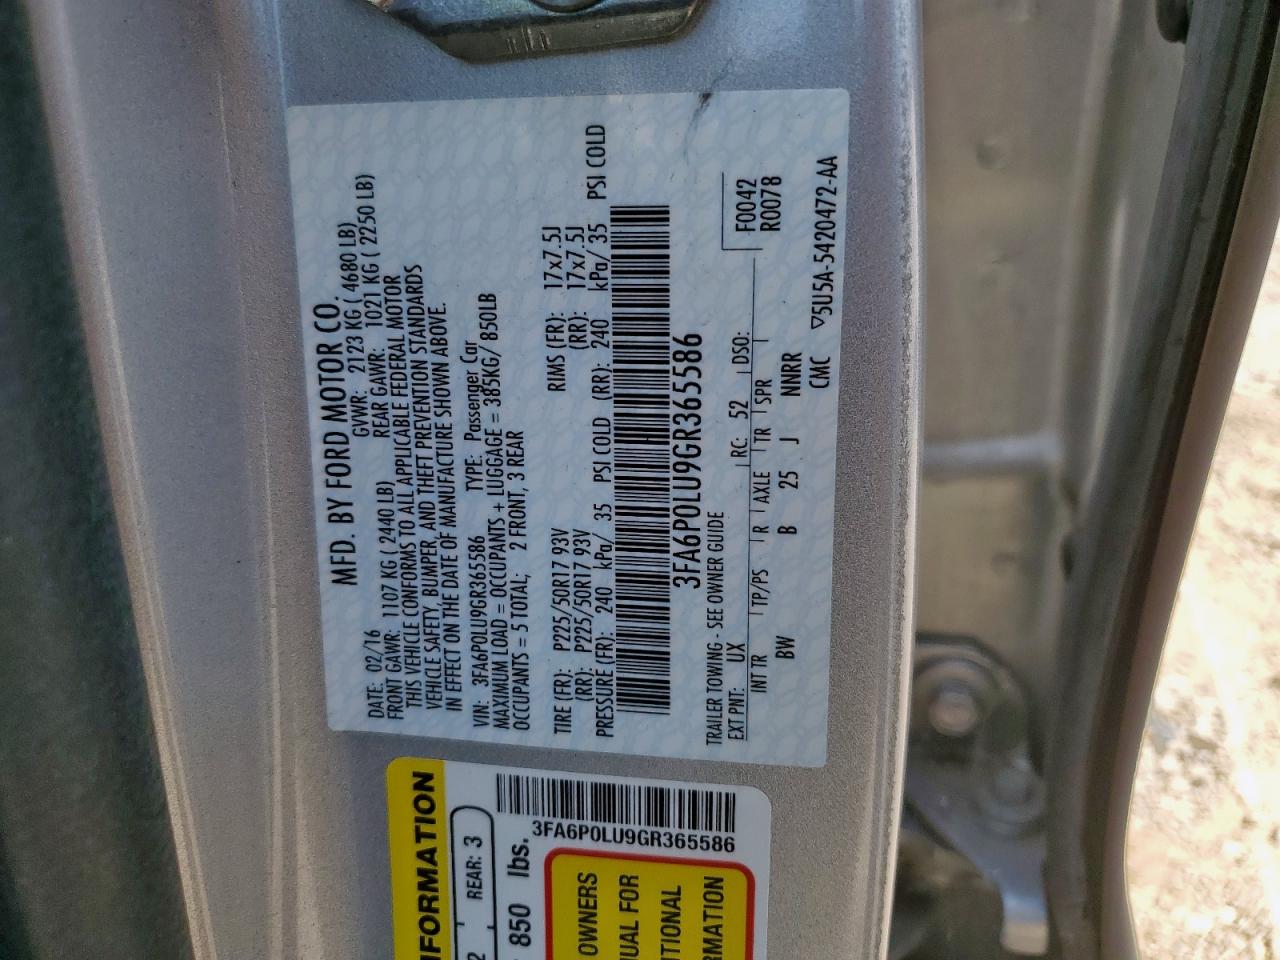 MFD. BY FORD MOTOR CO.
DATE: 02/16 GVWR: 2123 KG ( 4680 LB)
FRONT GAWR: 1107 KG ( 2440 LB) REAR GAWR: 1021 KG ( 2250 LB)
THIS VEHICLE CONFORMS TO ALL APPLICABLE FEDERAL MOTOR
VEHICLE SAFETY, BUMPER, AND THEFT PREVENTION STANDARDS
IN EFFECT ON THE DATE OF MANUFACTURE SHOWN ABOVE.
VIN: 3FA6P0LU9GR365586 TYPE: Passenger Car
MAXIMUM LOAD = OCCUPANTS + LUGGAGE = 385KG/ 850LB
OCCUPANTS = 5 TOTAL; 2 FRONT, 3 REAR
TIRE (FR): P225/50R17 93V RIMS (FR): 17x7.5J
(RR): P225/50R17 93V (RR): 17x7.5J
PRESSURE (FR): 240 kPa/ 35 PSI COLD (RR): 240 kPa/ 35 PSI COLD
3FA6P0LU9GR365586
TRAILER TOWING - SEE OWNER GUIDE
F0042
EXT PNT: UX RC: 52 DSO: R0078
INT TR TP/PS R AXLE TR SPR
BW B 25 J NNRR
CMC ▽5U5A-5420472-AA
NFORMATION
2 REAR: 3
850 lbs.
3FA6P0LU9GR365586
OWNERS
UAL FOR
TIONAL
RMATION